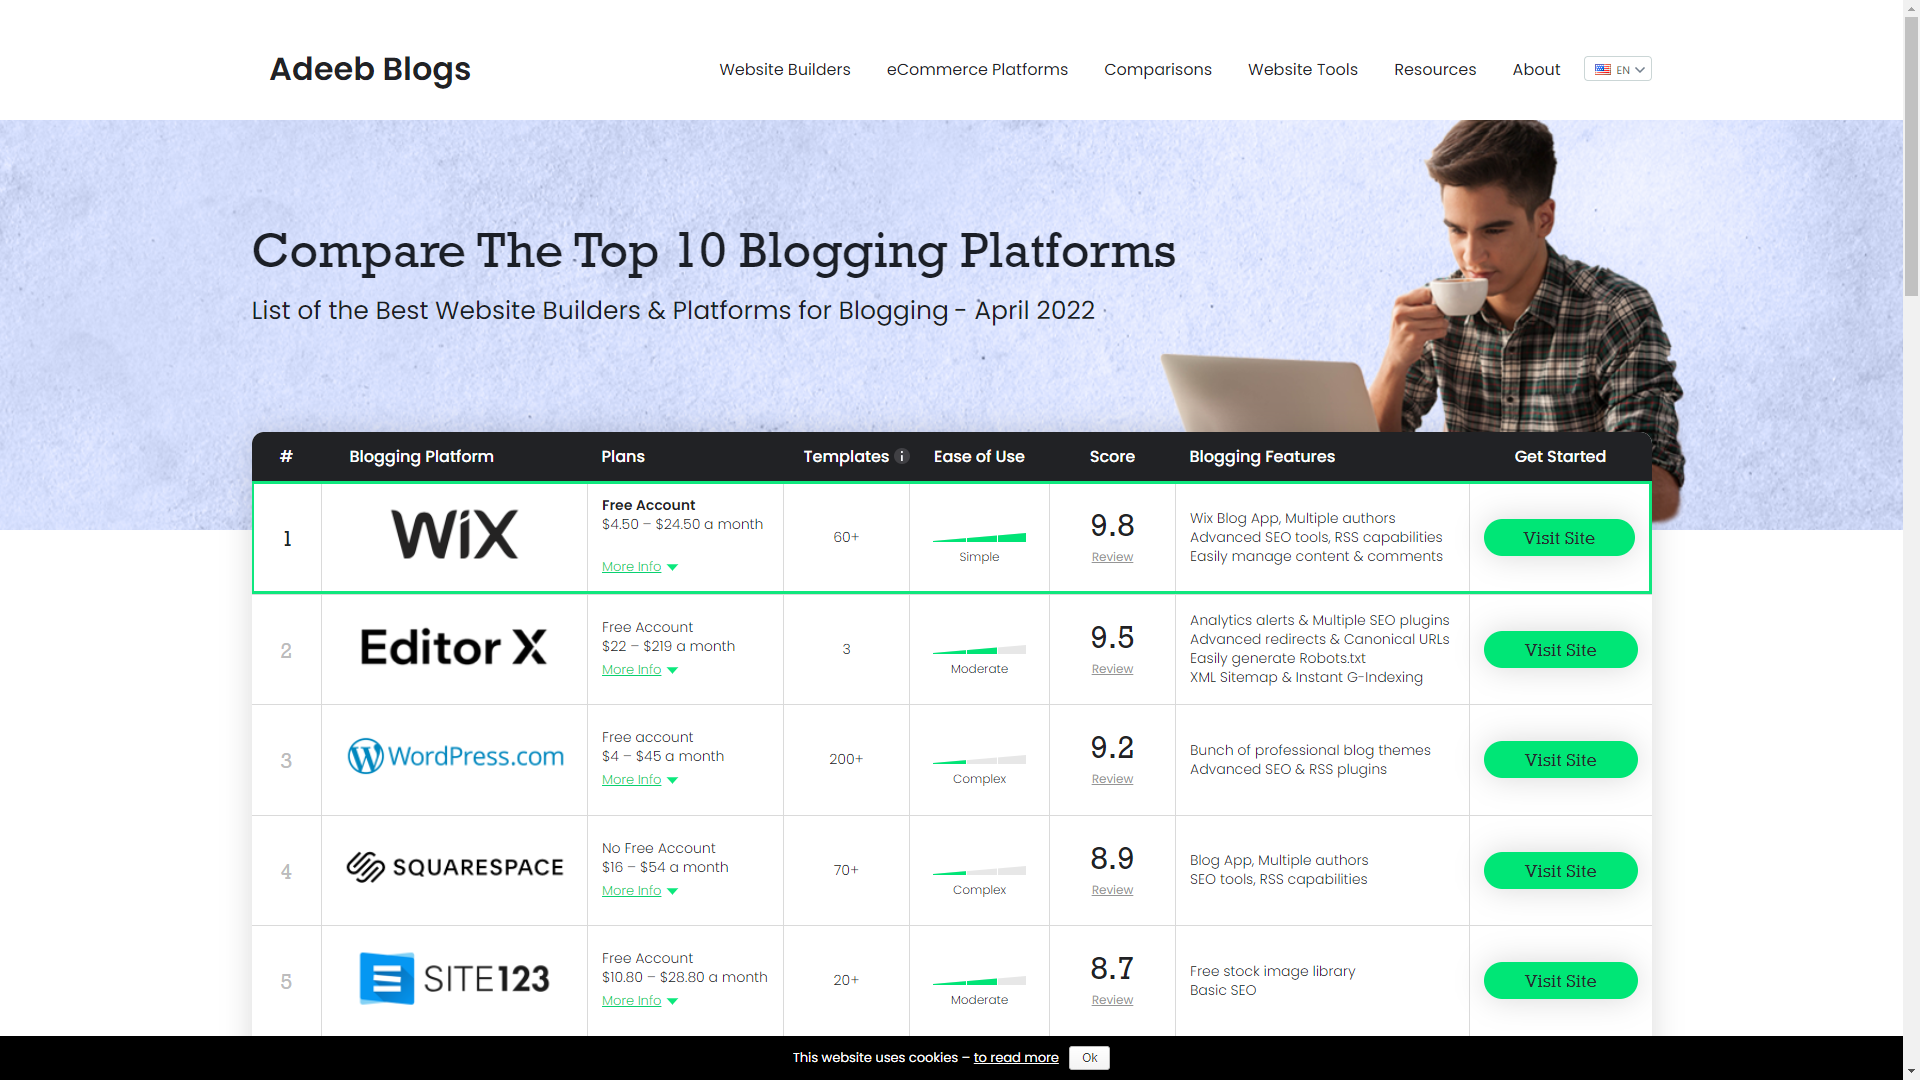 Adeeb Blogs
Website Builders
eCommerce Platforms
Comparisons
Website Tools
Resources
About
EN
Compare The Top 10 Blogging Platforms
List of the Best Website Builders & Platforms for Blogging - April 2022
# Blogging Platform Plans Templates i Ease of Use Score Blogging Features Get Started
1
WiX
Free Account
$4.50 – $24.50 a month
More Info
60+
Simple
9.8
Review
Wix Blog App, Multiple authors
Advanced SEO tools, RSS capabilities
Easily manage content & comments
Visit Site
2
Editor X
Free Account
$22 – $219 a month
More Info
3
Moderate
9.5
Review
Analytics alerts & Multiple SEO plugins
Advanced redirects & Canonical URLs
Easily generate Robots.txt
XML Sitemap & Instant G-Indexing
Visit Site
3
WordPress.com
Free account
$4 – $45 a month
More Info
200+
Complex
9.2
Review
Bunch of professional blog themes
Advanced SEO & RSS plugins
Visit Site
4
SQUARESPACE
No Free Account
$16 – $54 a month
More Info
70+
Complex
8.9
Review
Blog App, Multiple authors
SEO tools, RSS capabilities
Visit Site
5
SITE123
Free Account
$10.80 – $28.80 a month
More Info
20+
Moderate
8.7
Review
Free stock image library
Basic SEO
Visit Site
This website uses cookies – to read more Ok